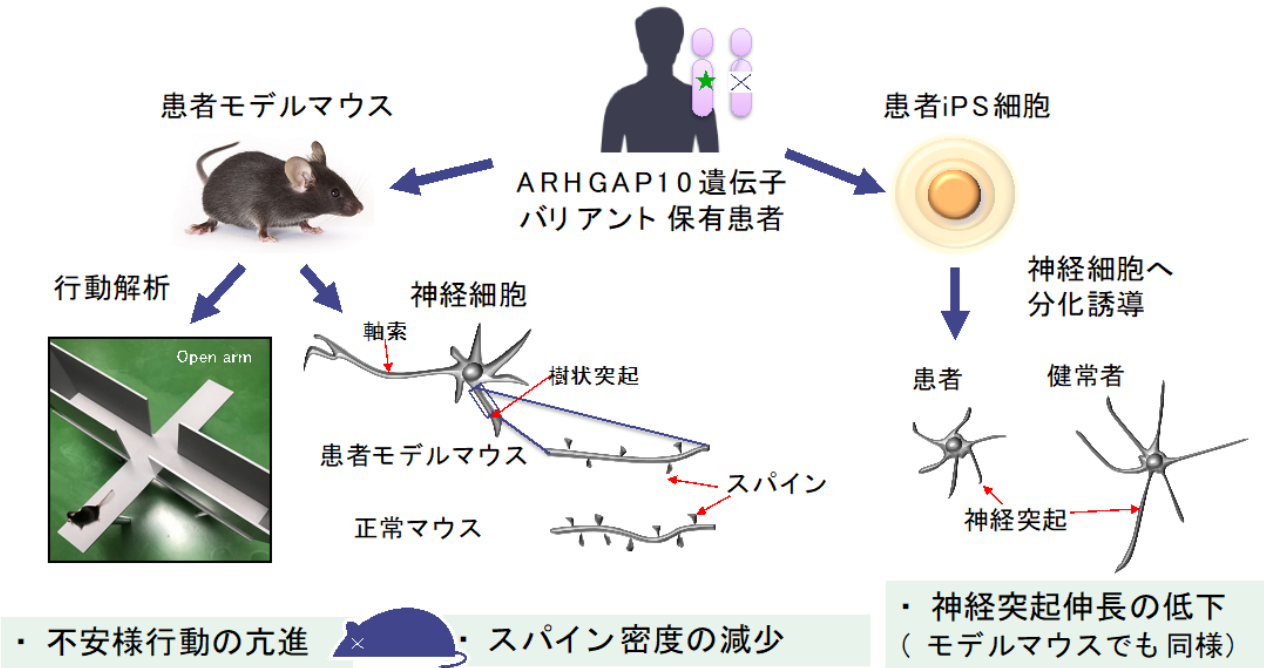 患者モデルマウス
ARHGAP10遺伝子
バリアント保有患者
患者iPS細胞
行動解析
神経細胞
神経細胞へ
分化誘導
Open arm
軸索
樹状突起
患者
健常者
患者モデルマウス
スパイン
正常マウス
神経突起
・ 不安様行動の亢進
・ スパイン密度の減少
・ 神経突起伸長の低下
( モデルマウスでも同様)